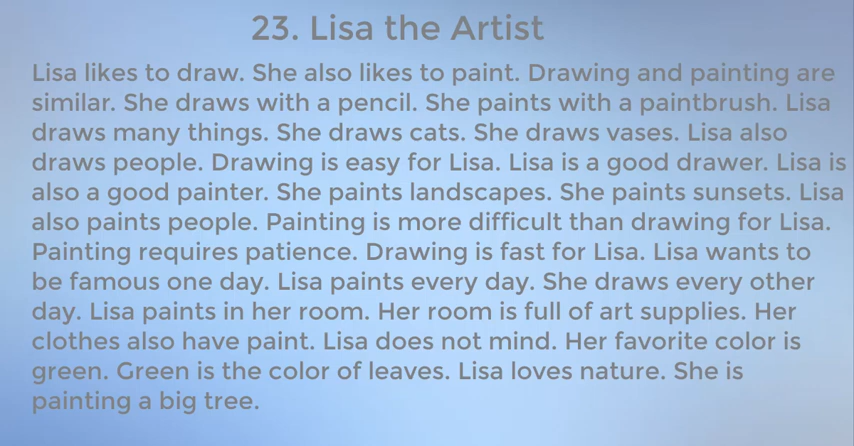 23. Lisa the Artist
Lisa likes to draw. She also likes to paint. Drawing and painting are
similar. She draws with a pencil. She paints with a paintbrush. Lisa
draws many things. She draws cats. She draws vases. Lisa also
draws people. Drawing is easy for Lisa. Lisa is a good drawer. Lisa is
also a good painter. She paints landscapes. She paints sunsets. Lisa
also paints people. Painting is more difficult than drawing for Lisa.
Painting requires patience. Drawing is fast for Lisa. Lisa wants to
be famous one day. Lisa paints every day. She draws every other
day. Lisa paints in her room. Her room is full of art supplies. Her
clothes also have paint. Lisa does not mind. Her favorite color is
green. Green is the color of leaves. Lisa loves nature. She is
painting a big tree.